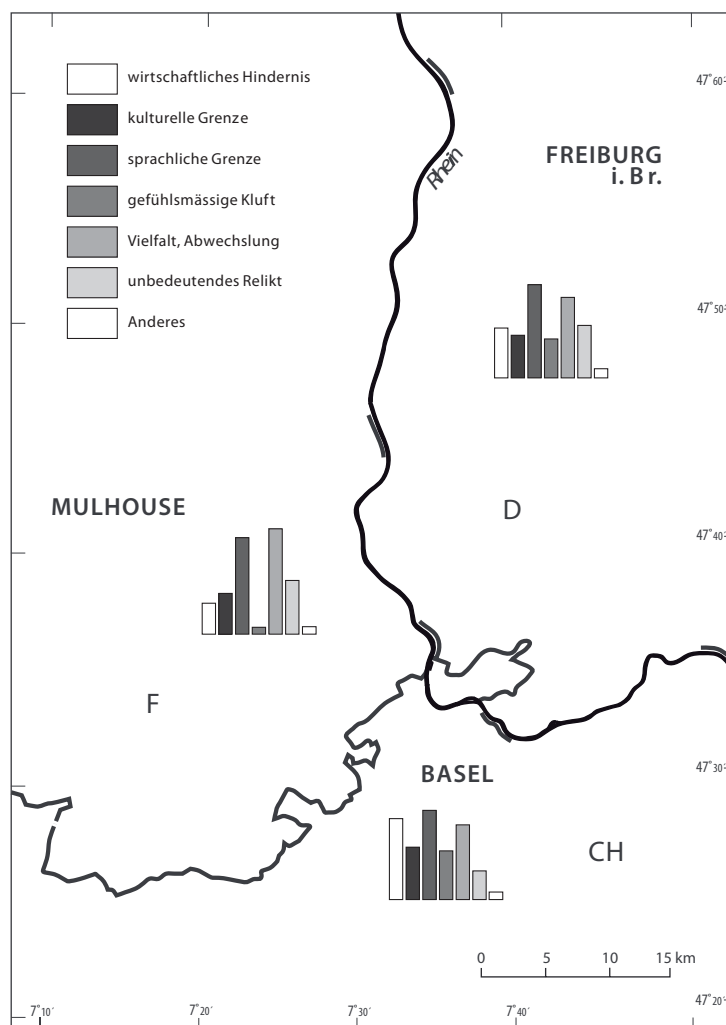 wirtschaftliches Hindernis
kulturelle Grenze
sprachliche Grenze
gefühlsmässige Kluft
Vielfalt, Abwechslung
unbedeutendes Relikt
Anderes
Rhein
FREIBURG
i. Br.
MULHOUSE
D
F
BASEL
CH
0 5 10 15 km
47°60'
47°50'
47°40'
47°30'
47°20'
7°10' 7°20' 7°30' 7°40'